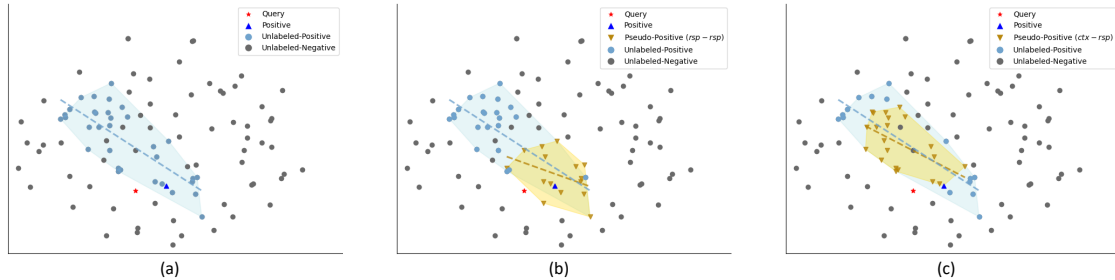 Query
Positive
Unlabeled-Positive
Unlabeled-Negative
(a)
Query
Positive
Pseudo-Positive (rsp − rsp)
Unlabeled-Positive
Unlabeled-Negative
(b)
Query
Positive
Pseudo-Positive (ctx − rsp)
Unlabeled-Positive
Unlabeled-Negative
(c)